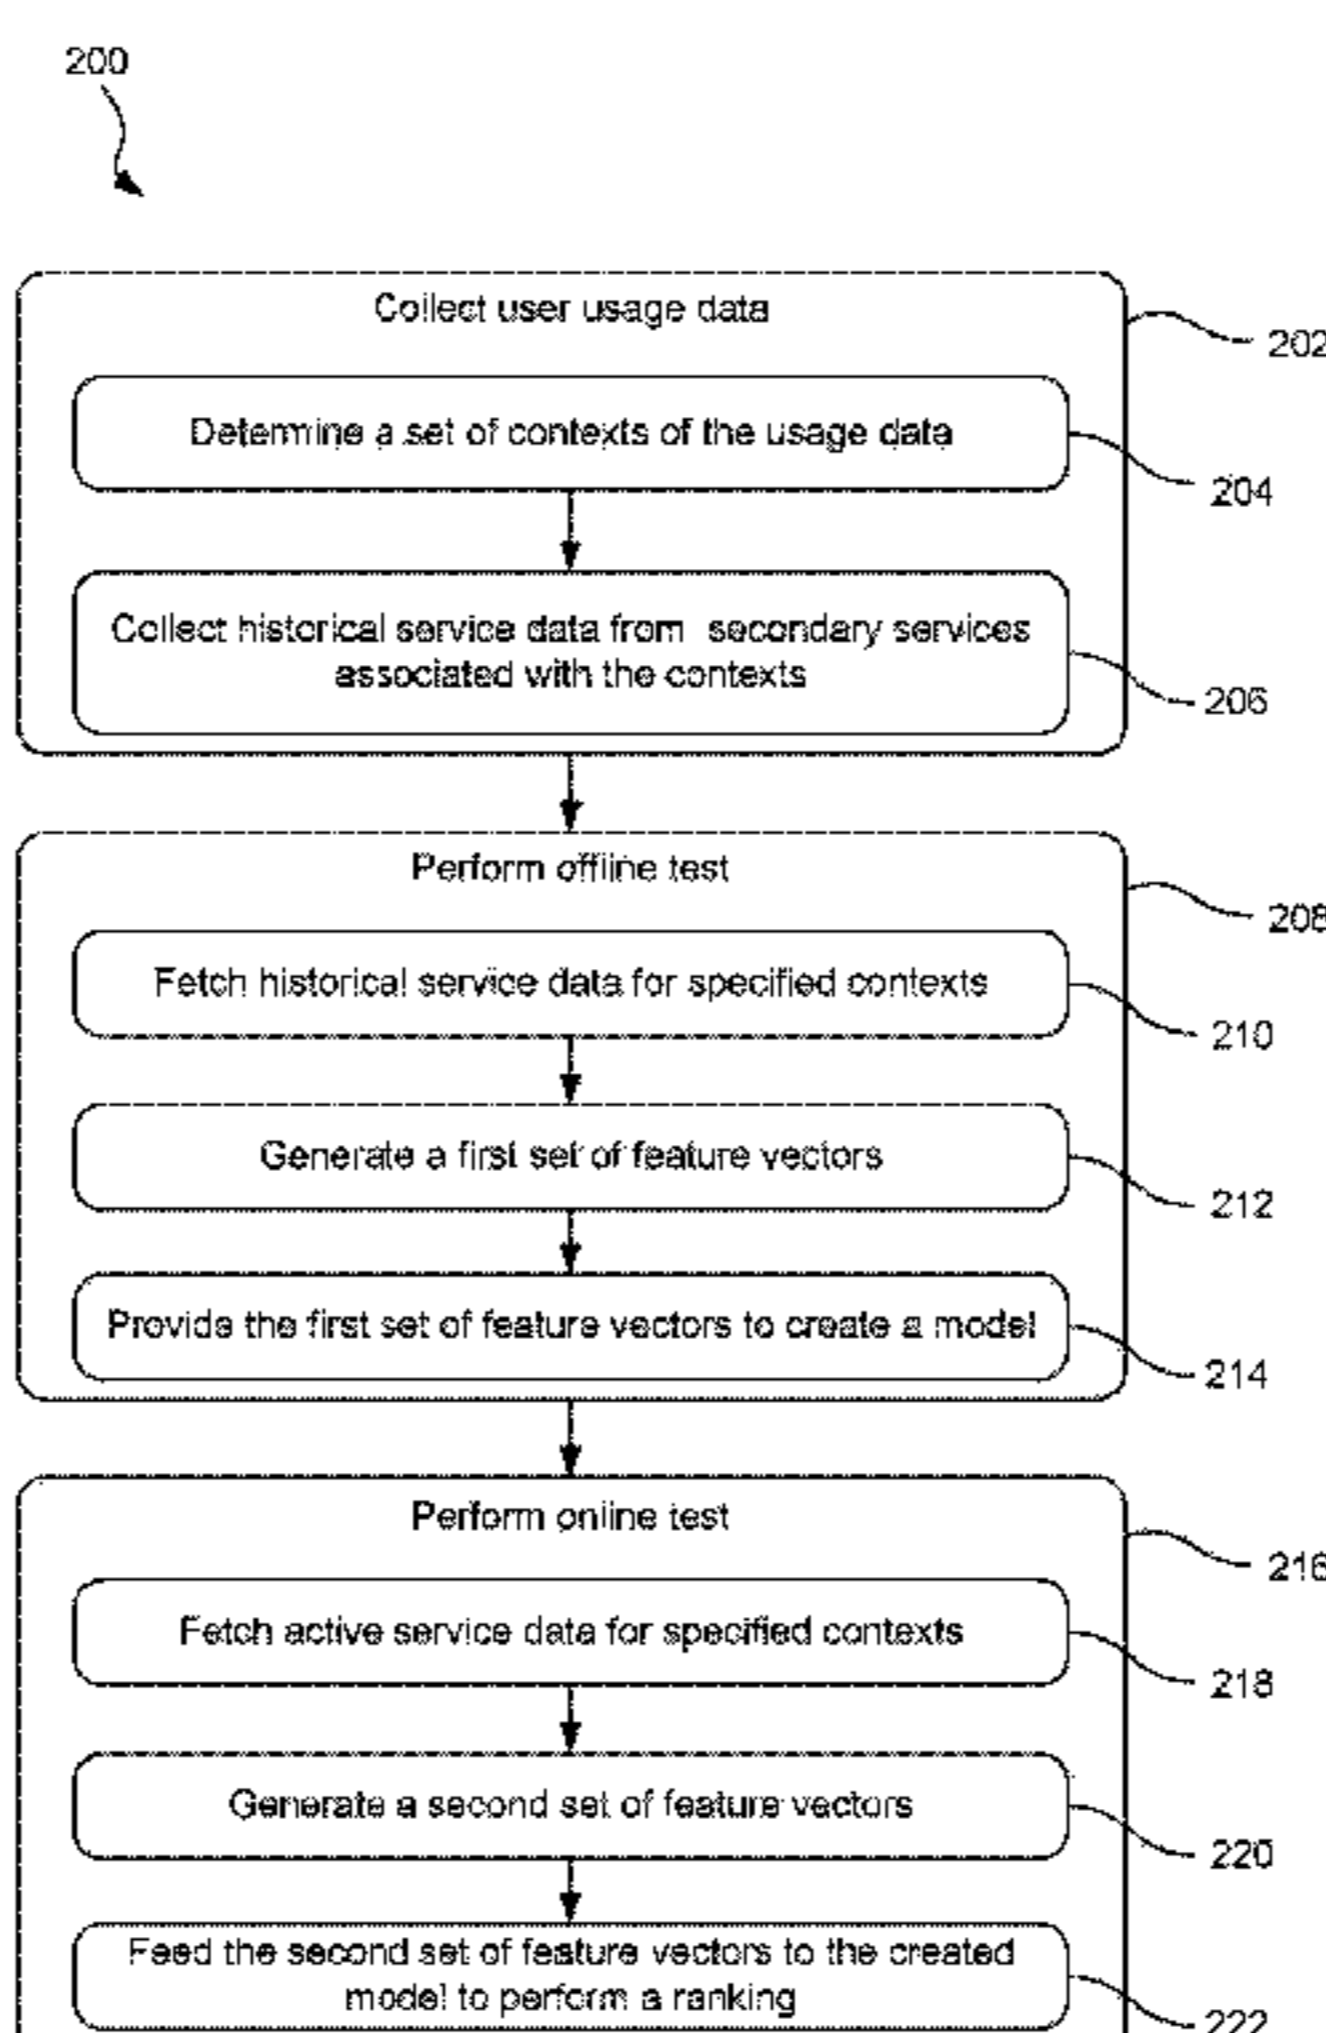 200
Collect user usage data
202
Determine a set of contexts of the usage data
204
Collect historical service data from secondary services
associated with the contexts
206
Perform offline test
208
Fetch historical service data for specified contexts
210
Generate a first set of feature vectors
212
Provide the first set of feature vectors to create a model
214
Perform online test
216
Fetch active service data for specified contexts
218
Generate a second set of feature vectors
220
Feed the second set of feature vectors to the created
model to perform a ranking
222